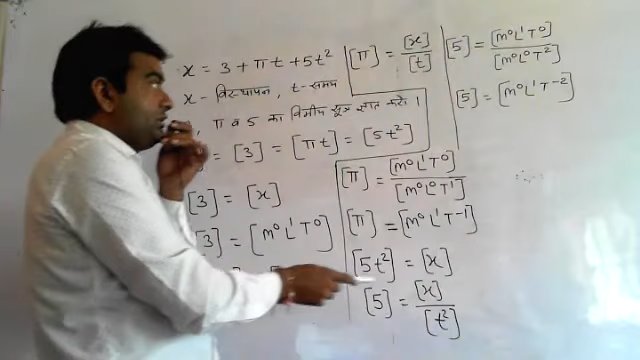 x = 3 + πt + 5t²
x - विस्थापन, t - समय
, π व 5 का विमीय सूत्र ज्ञात करो।
= [3] = [πt] = [5t²]
[3] = [x]
3] = [M⁰L¹T⁰]
[π] = [x]/[t]
[π] = [M⁰L¹T⁰]/[M⁰L⁰T¹]
[π] = [M⁰L¹T⁻¹]
[5t²] = [x]
[5] = [x]/[t²]
[5] = [M⁰L¹T⁰]/[M⁰L⁰T²]
[5] = [M⁰L¹T⁻²]